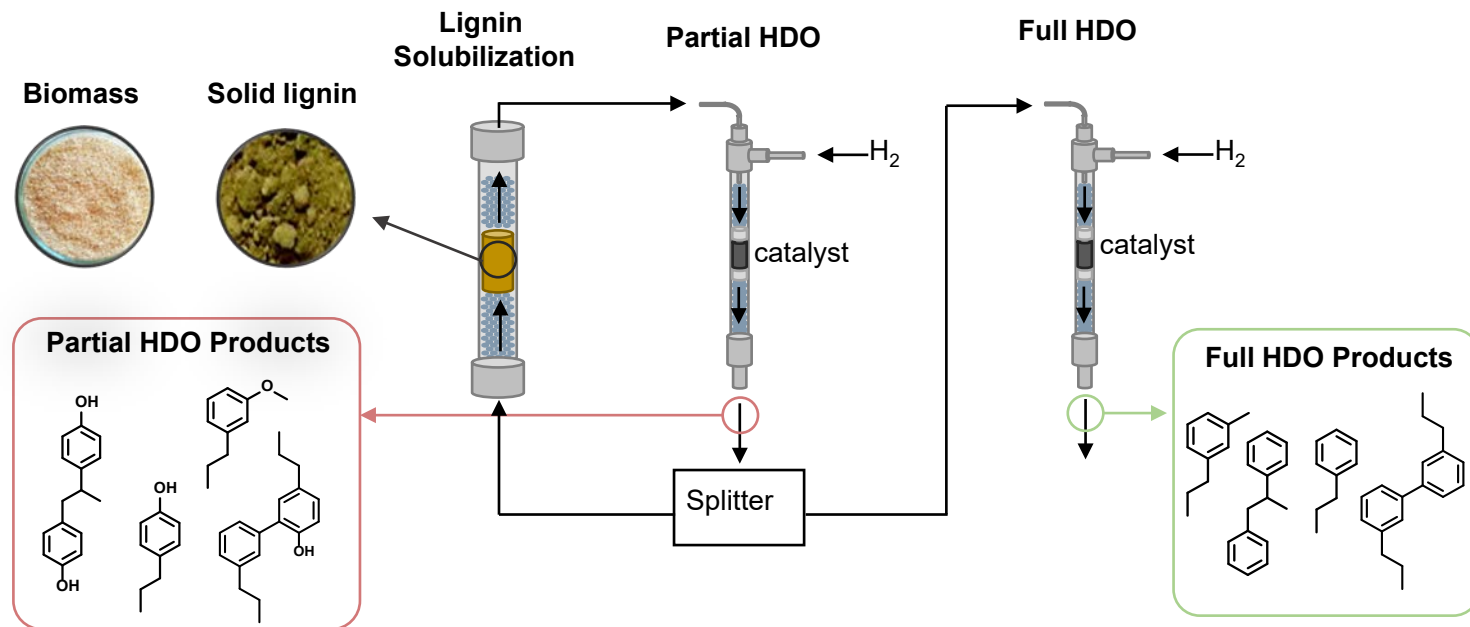 Lignin
Solubilization
Partial HDO
Full HDO
Biomass
Solid lignin
H2
H2
catalyst
catalyst
Partial HDO Products
OH
O
OH
OH
OH
Splitter
Full HDO Products